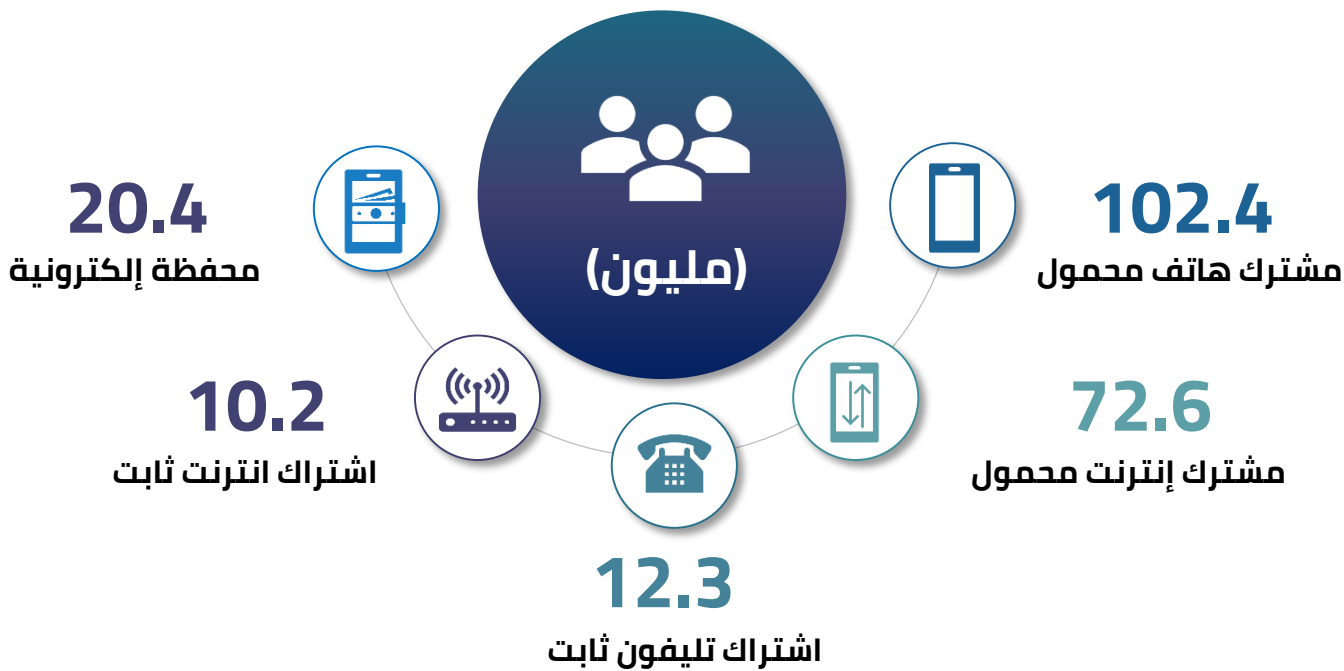 (مليون)
102.4
مشترك هاتف محمول
72.6
مشترك إنترنت محمول
12.3
اشتراك تليفون ثابت
10.2
اشتراك انترنت ثابت
20.4
محفظة إلكترونية